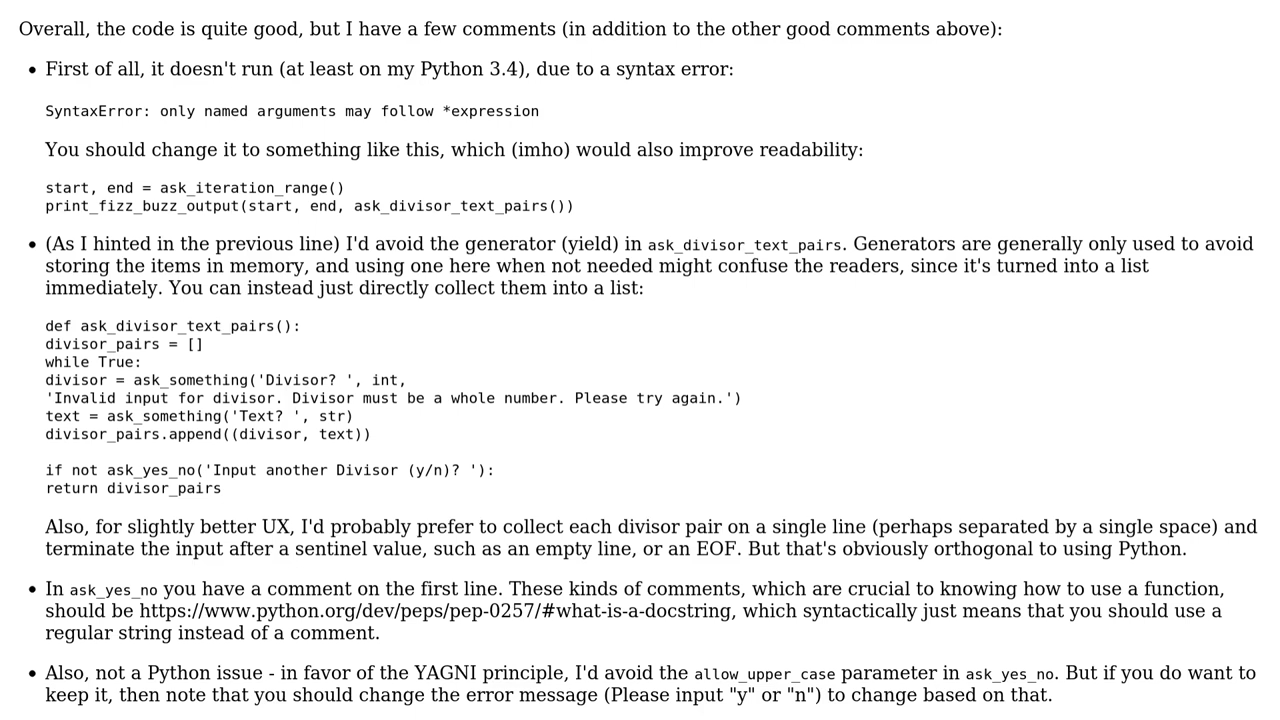 Overall, the code is quite good, but I have a few comments (in addition to the other good comments above):
• First of all, it doesn't run (at least on my Python 3.4), due to a syntax error:
SyntaxError: only named arguments may follow *expression
You should change it to something like this, which (imho) would also improve readability:
start, end = ask_iteration_range()
print_fizz_buzz_output(start, end, ask_divisor_text_pairs())
• (As I hinted in the previous line) I'd avoid the generator (yield) in ask_divisor_text_pairs. Generators are generally only used to avoid
storing the items in memory, and using one here when not needed might confuse the readers, since it's turned into a list
immediately. You can instead just directly collect them into a list:
def ask_divisor_text_pairs():
divisor_pairs = []
while True:
divisor = ask_something('Divisor? ', int,
'Invalid input for divisor. Divisor must be a whole number. Please try again.')
text = ask_something('Text? ', str)
divisor_pairs.append((divisor, text))
if not ask_yes_no('Input another Divisor (y/n)? '):
return divisor_pairs
Also, for slightly better UX, I'd probably prefer to collect each divisor pair on a single line (perhaps separated by a single space) and
terminate the input after a sentinel value, such as an empty line, or an EOF. But that's obviously orthogonal to using Python.
• In ask_yes_no you have a comment on the first line. These kinds of comments, which are crucial to knowing how to use a function,
should be https://www.python.org/dev/peps/pep-0257/#what-is-a-docstring, which syntactically just means that you should use a
regular string instead of a comment.
• Also, not a Python issue - in favor of the YAGNI principle, I'd avoid the allow_upper_case parameter in ask_yes_no. But if you do want to
keep it, then note that you should change the error message (Please input "y" or "n") to change based on that.